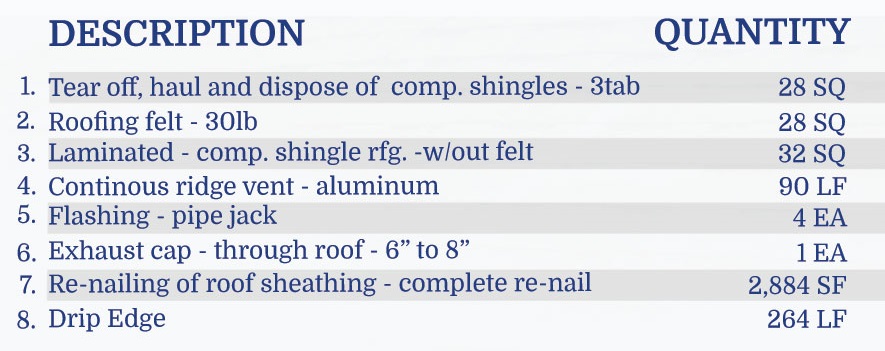 DESCRIPTION QUANTITY
1. Tear off, haul and dispose of comp. shingles - 3tab 28 SQ
2. Roofing felt - 30lb 28 SQ
3. Laminated - comp. shingle rfg. -w/out felt 32 SQ
4. Continous ridge vent - aluminum 90 LF
5. Flashing - pipe jack 4 EA
6. Exhaust cap - through roof - 6” to 8” 1 EA
7. Re-nailing of roof sheathing - complete re-nail 2,884 SF
8. Drip Edge 264 LF